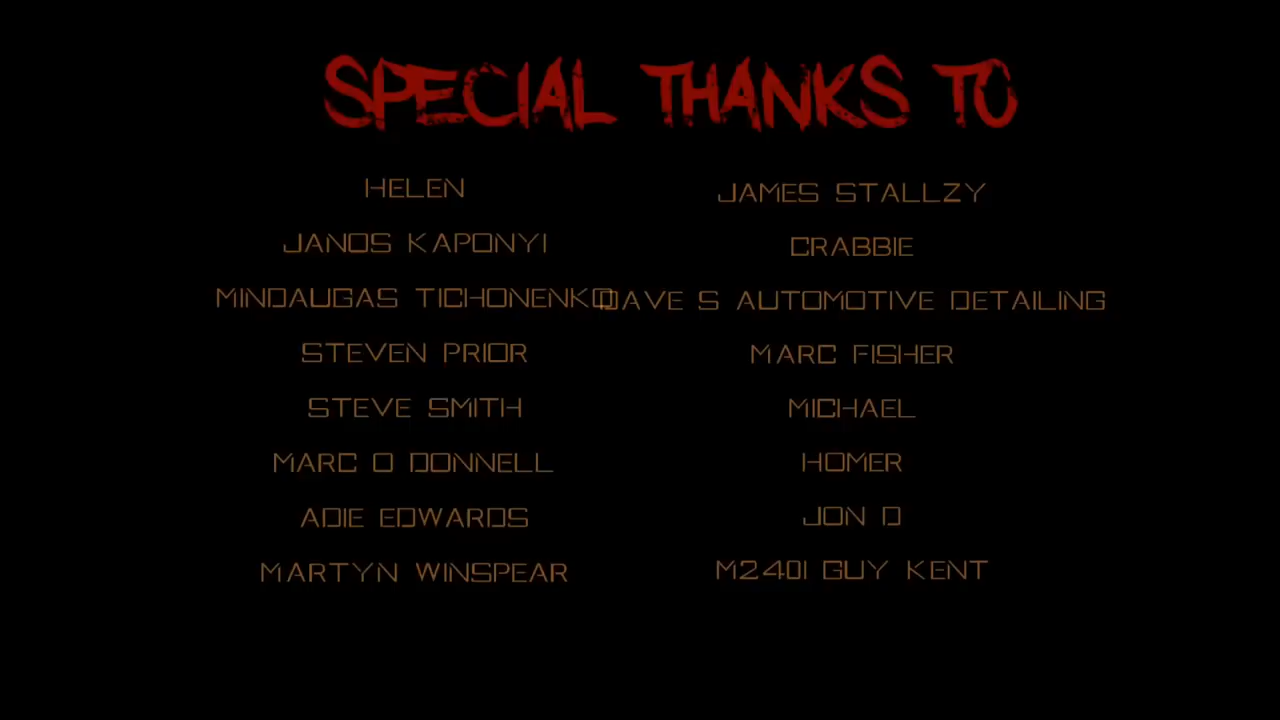 SPECIAL THANKS TO
HELEN
JANOS KAPONYI
MINDAUGAS TICHONENKO
STEVEN PRIOR
STEVE SMITH
MARC O DONNELL
ADIE EDWARDS
MARTYN WINSPEAR
JAMES STALLZY
CRABBIE
DAVE S AUTOMOTIVE DETAILING
MARC FISHER
MICHAEL
HOMER
JON D
M240I GUY KENT